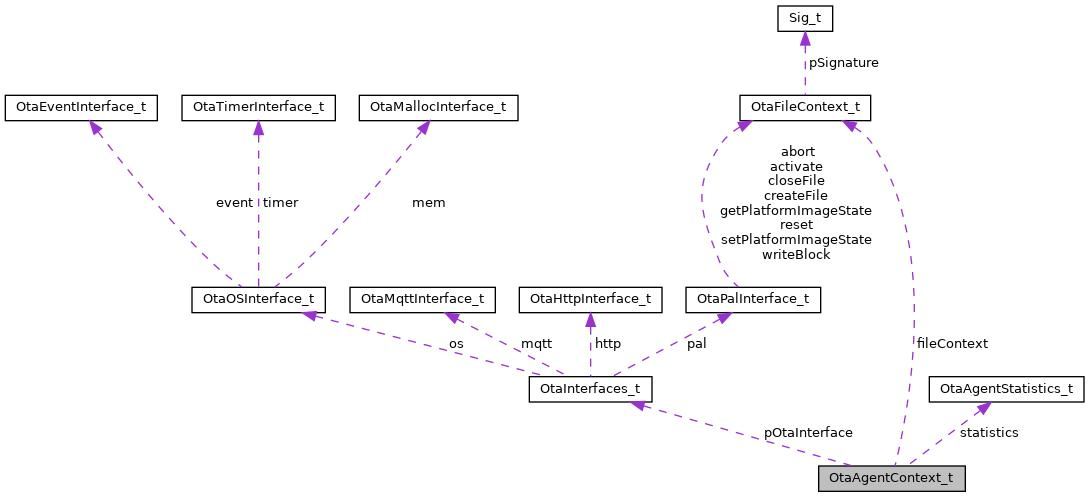 Sig_t
pSignature
OtaEventInterface_t
OtaTimerInterface_t
OtaMallocInterface_t
OtaFileContext_t
abort
activate
closeFile
createFile
getPlatformImageState
reset
setPlatformImageState
writeBlock
event
timer
mem
OtaOSInterface_t
OtaMqttInterface_t
OtaHttpInterface_t
OtaPalInterface_t
os
mqtt
http
pal
fileContext
OtaInterfaces_t
OtaAgentStatistics_t
pOtaInterface
statistics
OtaAgentContext_t